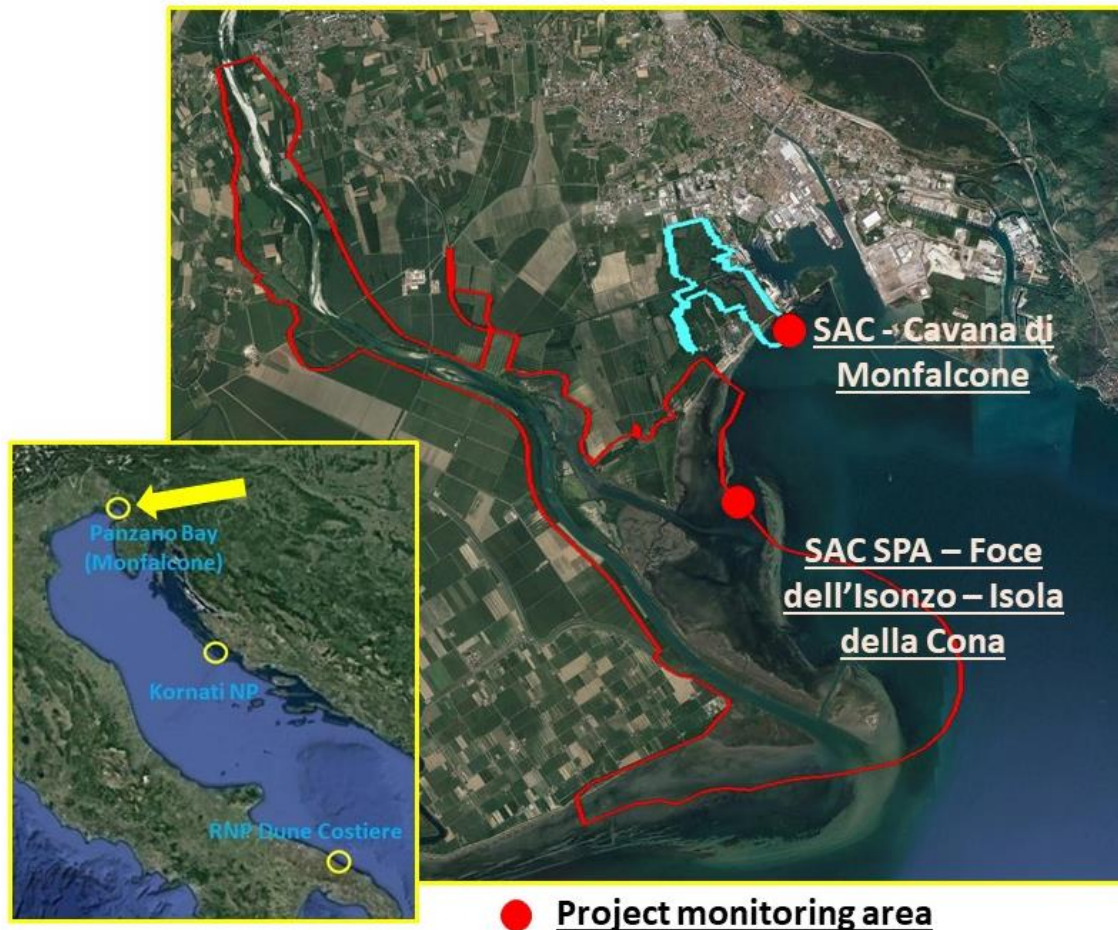 SAC - Cavana di
Monfalcone
SAC SPA – Foce
dell’Isonzo – Isola
della Cona
Panzano Bay
(Monfalcone)
Kornati NP
RNP Dune Costiere
Project monitoring area